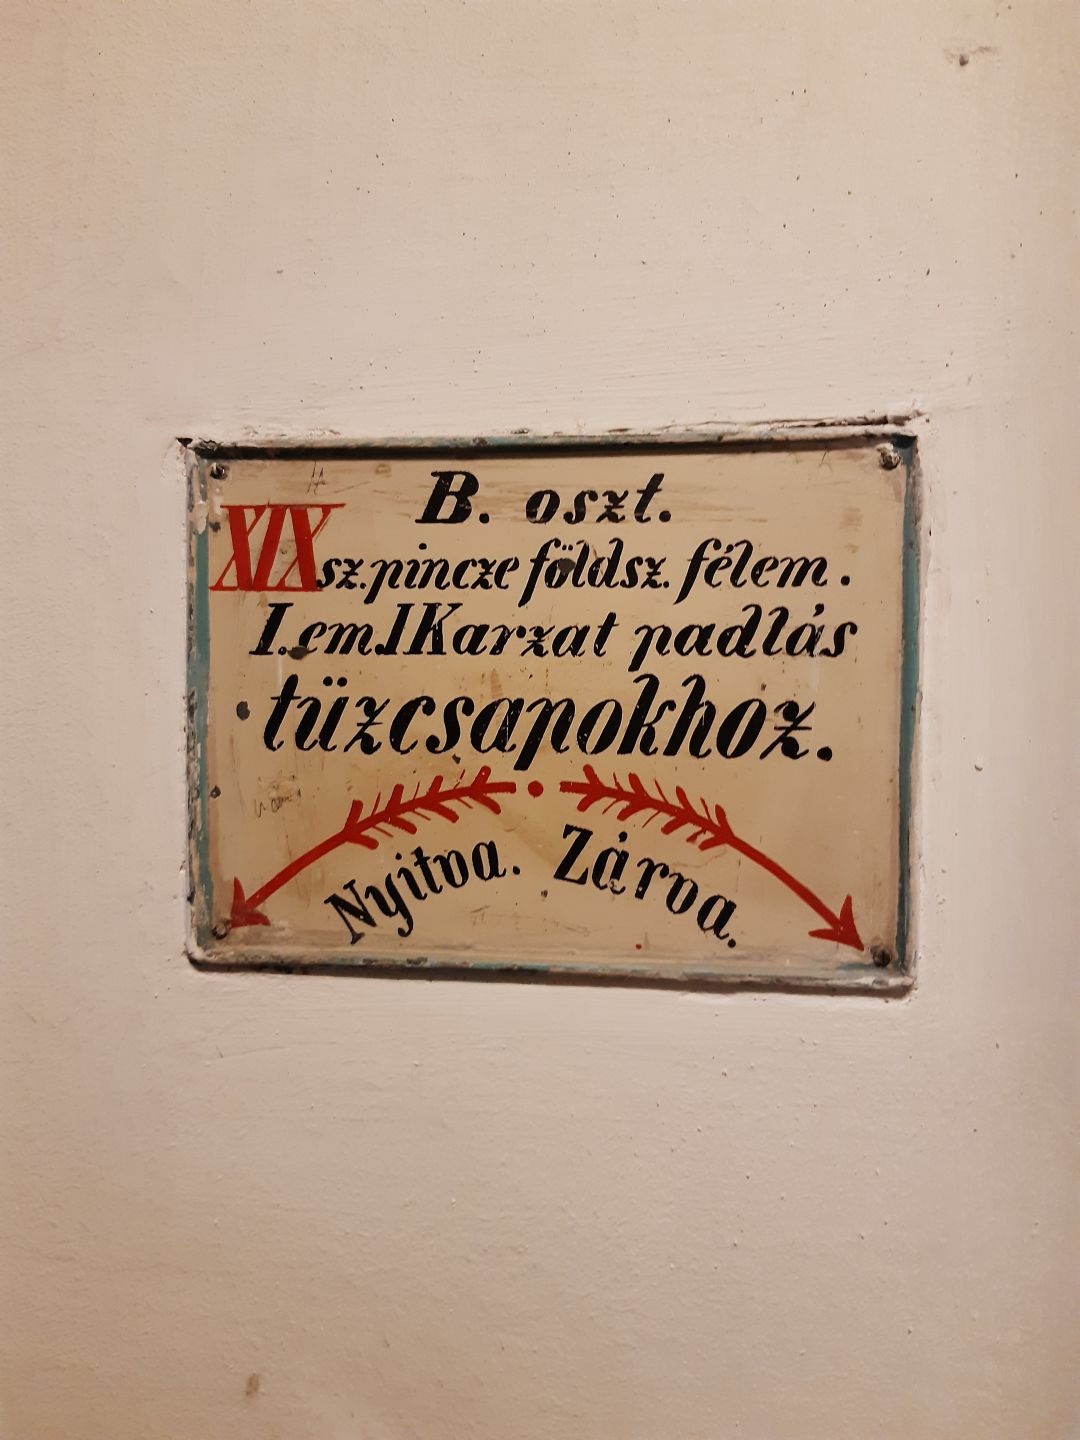 B. oszt.
XIX sz. pincze földsz. félem.
I. em. I Karzat padlás
tüzcsapokhoz.
Nyitva. Zárva.